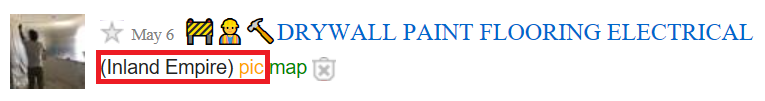 May 6 🚧👷🔨DRYWALL PAINT FLOORING ELECTRICAL
(Inland Empire) pic map